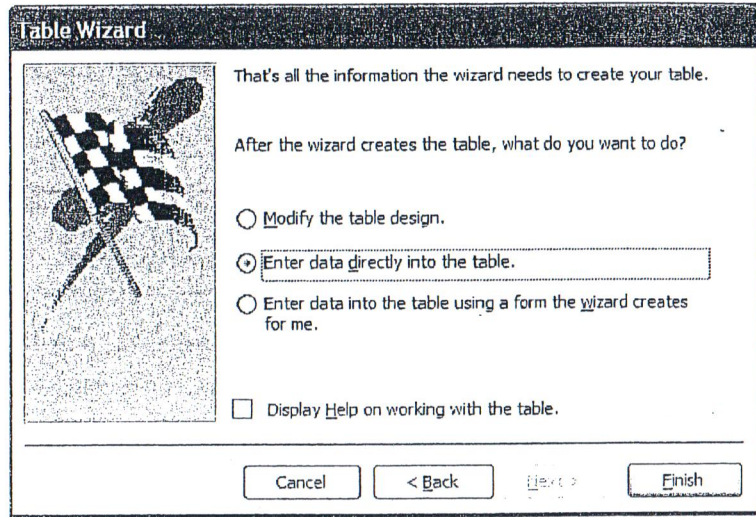 Table Wizard
That's all the information the wizard needs to create your table.
After the wizard creates the table, what do you want to do?
Modify the table design.
Enter data directly into the table.
Enter data into the table using a form the wizard creates
for me.
Display Help on working with the table.
Cancel
< Back
Next >
Finish